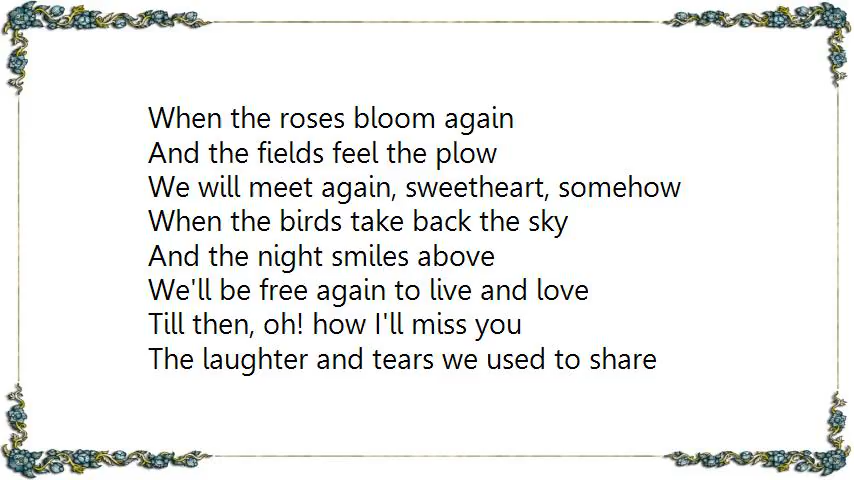 When the roses bloom again
And the fields feel the plow
We will meet again, sweetheart, somehow
When the birds take back the sky
And the night smiles above
We'll be free again to live and love
Till then, oh! how I'll miss you
The laughter and tears we used to share